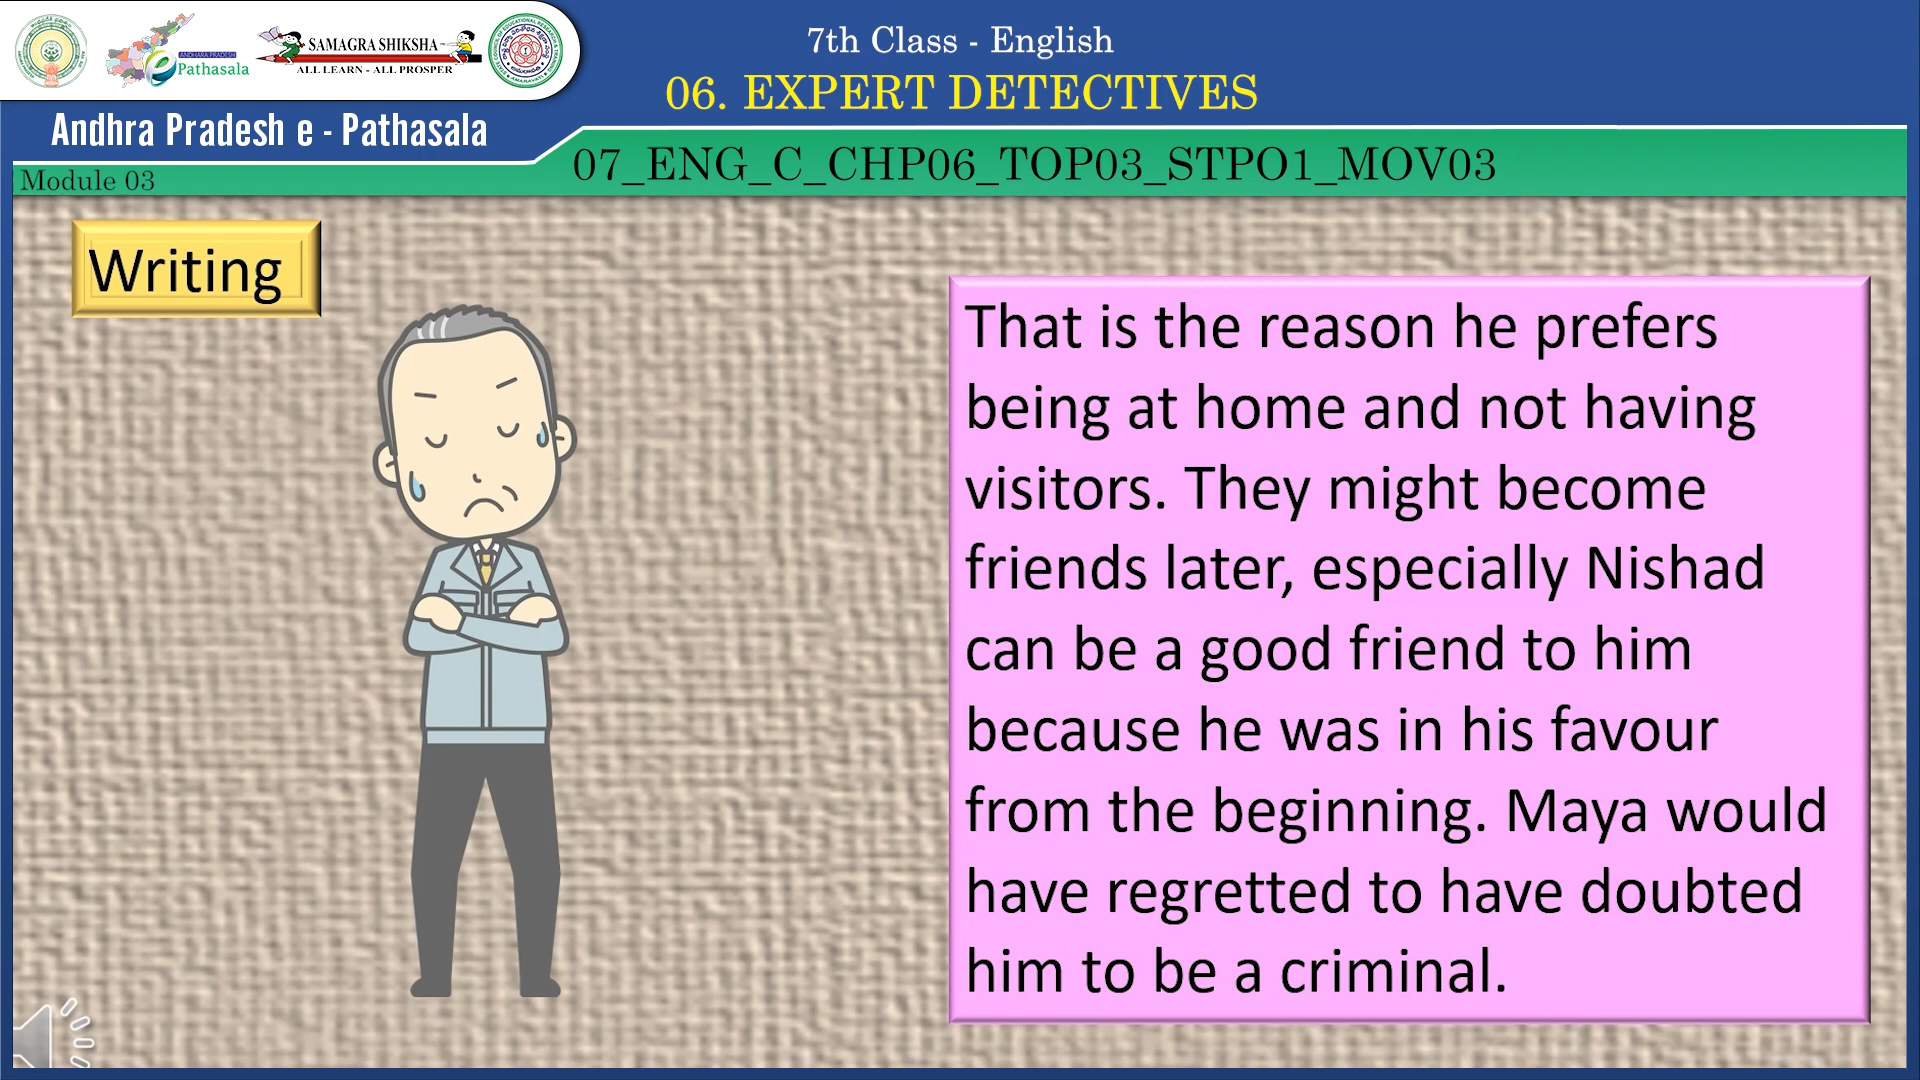 ANDHRA PRADESH
e Pathasala
SAMAGRA SHIKSHA
ALL LEARN - ALL PROSPER
Andhra Pradesh e - Pathasala
7th Class - English
06. EXPERT DETECTIVES
07_ENG_C_CHP06_TOP03_STPO1_MOV03
Module 03
Writing
That is the reason he prefers
being at home and not having
visitors. They might become
friends later, especially Nishad
can be a good friend to him
because he was in his favour
from the beginning. Maya would
have regretted to have doubted
him to be a criminal.